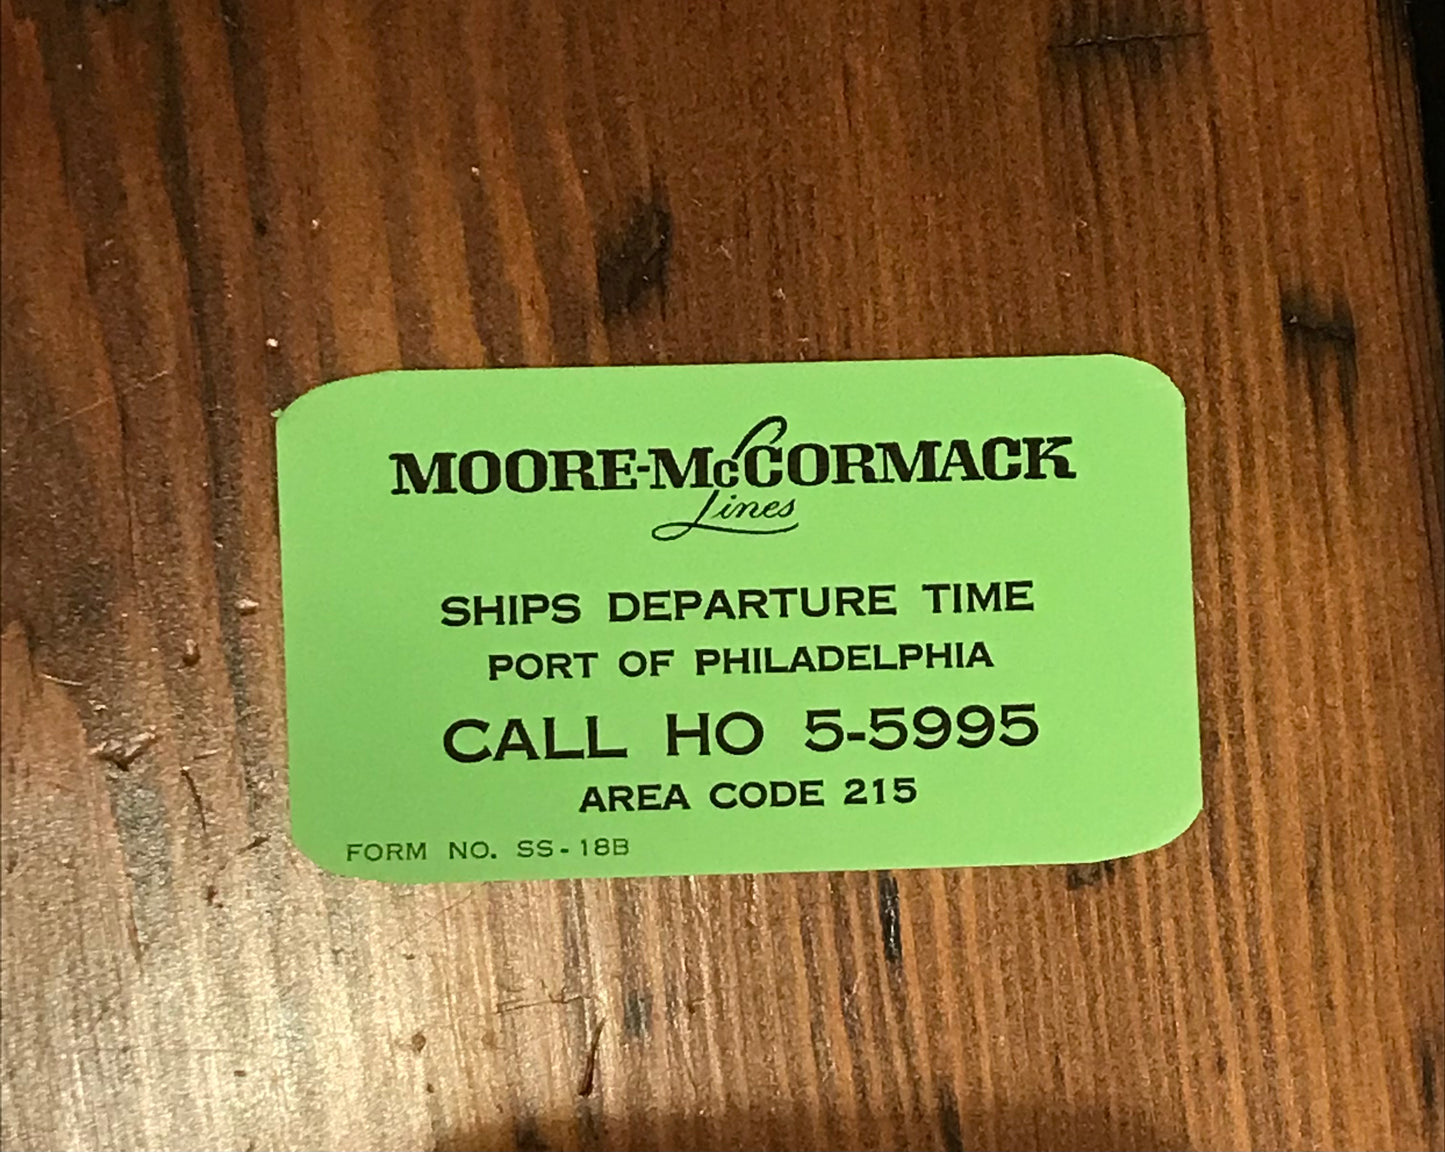 MOORE-McCORMACK
Lines
SHIPS DEPARTURE TIME
PORT OF PHILADELPHIA
CALL HO 5-5995
AREA CODE 215
FORM NO. SS-18B